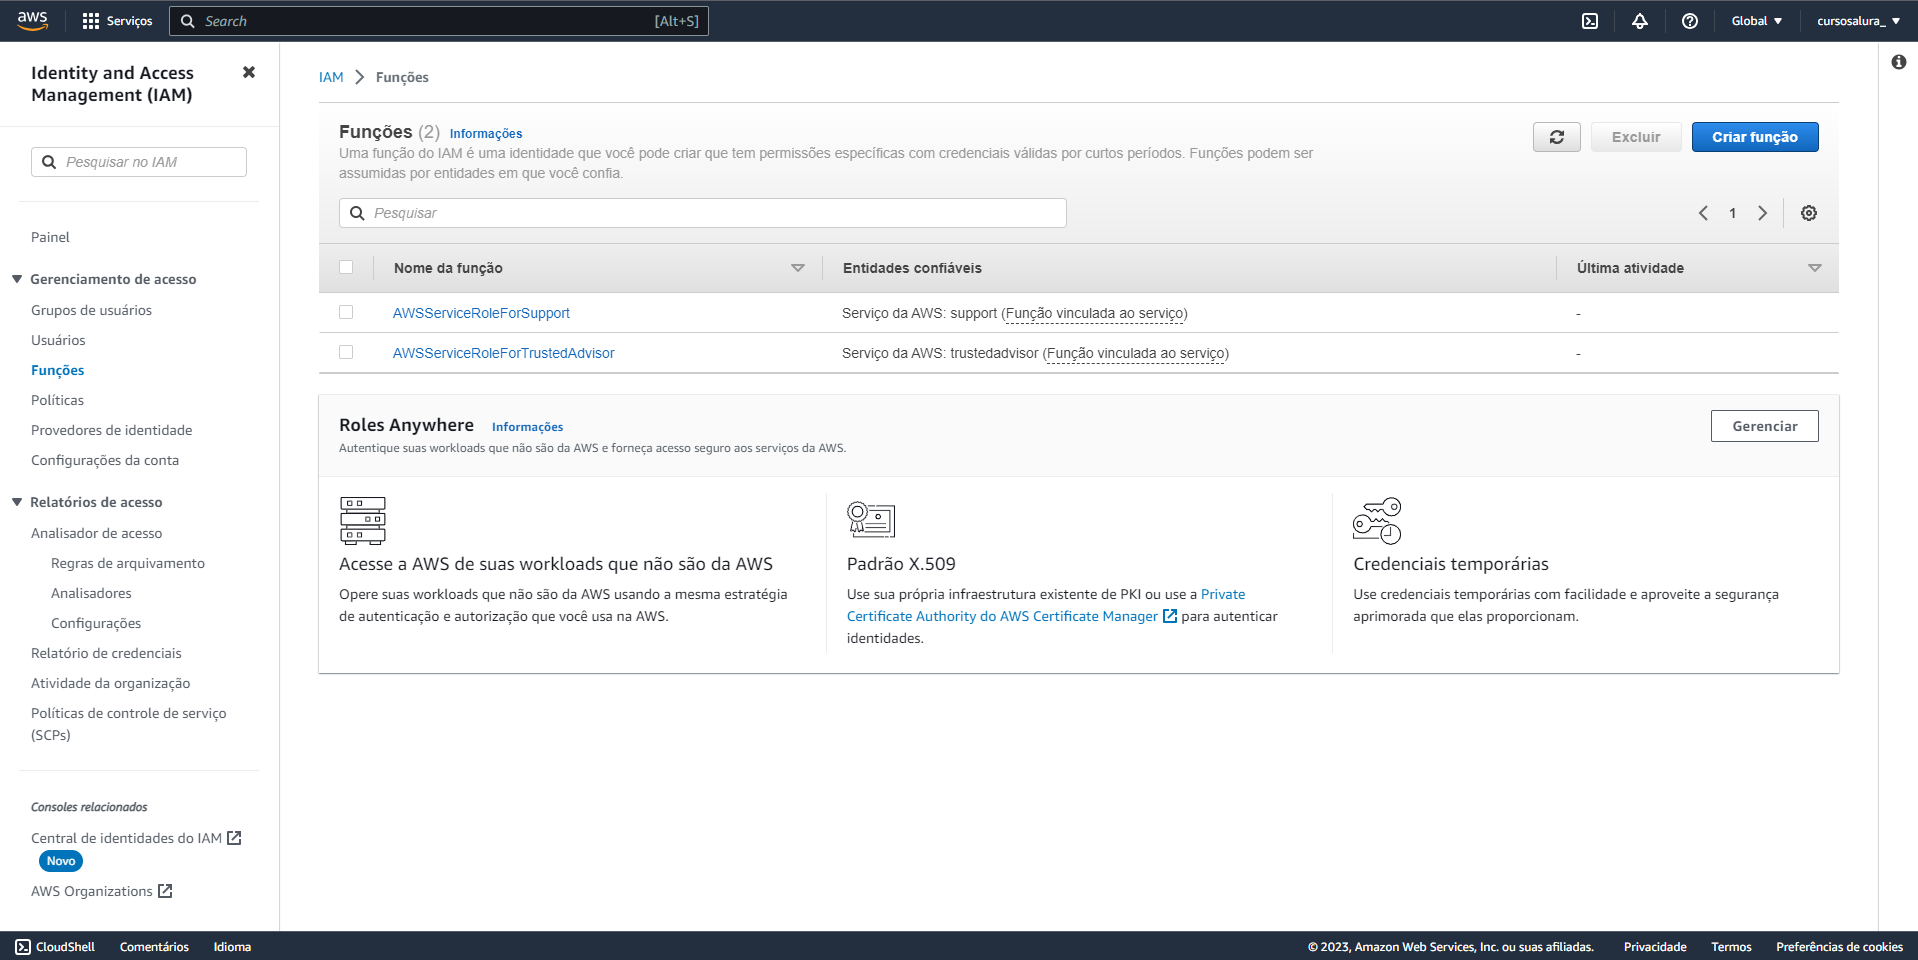 aws
Serviços
Search
[Alt+S]
Global
cursosalura_
Identity and Access
Management (IAM)
Pesquisar no IAM
Painel
Gerenciamento de acesso
Grupos de usuários
Usuários
Funções
Políticas
Provedores de identidade
Configurações da conta
Relatórios de acesso
Analisador de acesso
Regras de arquivamento
Analisadores
Configurações
Relatório de credenciais
Atividade da organização
Políticas de controle de serviço
(SCPs)
Consoles relacionados
Central de identidades do IAM
Novo
AWS Organizations
IAM
Funções
Funções (2) Informações
Uma função do IAM é uma identidade que você pode criar que tem permissões específicas com credenciais válidas por curtos períodos. Funções podem ser
assumidas por entidades em que você confia.
Excluir
Criar função
Pesquisar
1
Nome da função Entidades confiáveis Última atividade
AWSServiceRoleForSupport Serviço da AWS: support (Função vinculada ao serviço) -
AWSServiceRoleForTrustedAdvisor Serviço da AWS: trustedadvisor (Função vinculada ao serviço) -
Roles Anywhere Informações
Autentique suas workloads que não são da AWS e forneça acesso seguro aos serviços da AWS.
Gerenciar
Acesse a AWS de suas workloads que não são da AWS
Opere suas workloads que não são da AWS usando a mesma estratégia
de autenticação e autorização que você usa na AWS.
Padrão X.509
Use sua própria infraestrutura existente de PKI ou use a Private
Certificate Authority do AWS Certificate Manager para autenticar
identidades.
Credenciais temporárias
Use credenciais temporárias com facilidade e aproveite a segurança
aprimorada que elas proporcionam.
CloudShell
Comentários
Idioma
© 2023, Amazon Web Services, Inc. ou suas afiliadas.
Privacidade
Termos
Preferências de cookies